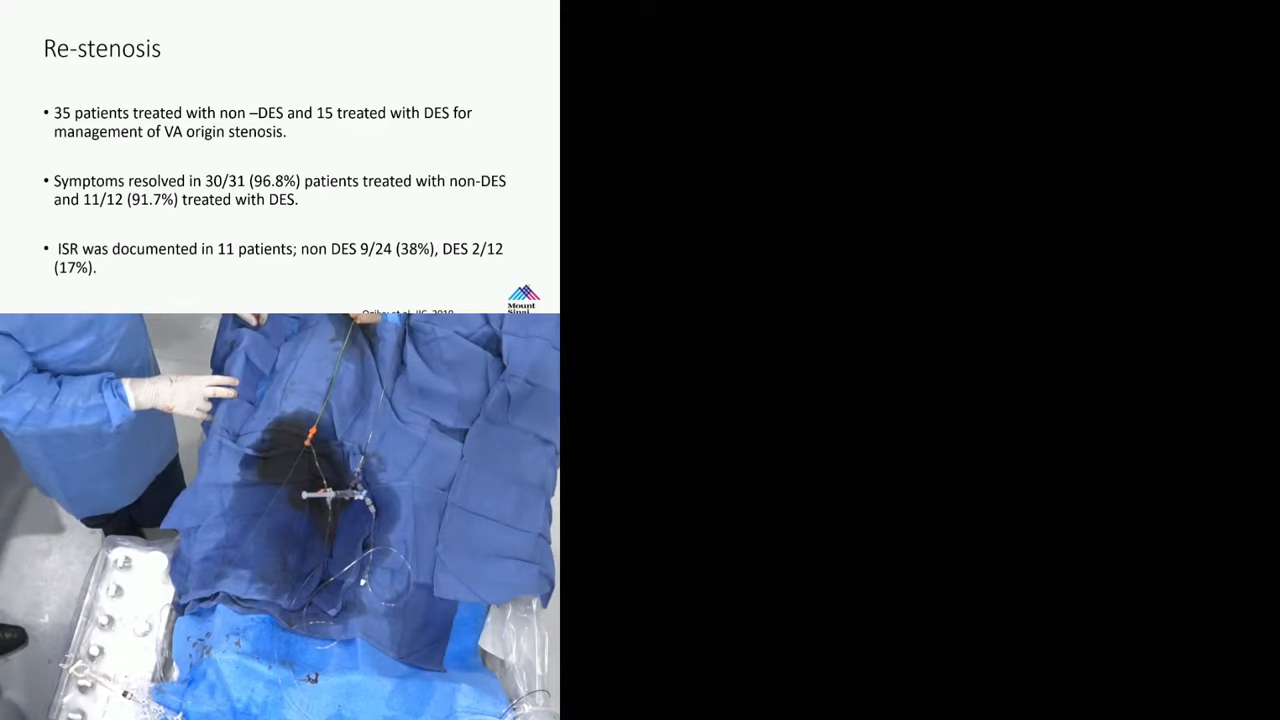 Re-stenosis
• 35 patients treated with non –DES and 15 treated with DES for
management of VA origin stenosis.
• Symptoms resolved in 30/31 (96.8%) patients treated with non-DES
and 11/12 (91.7%) treated with DES.
• ISR was documented in 11 patients; non DES 9/24 (38%), DES 2/12
(17%).
Mount
Sinai